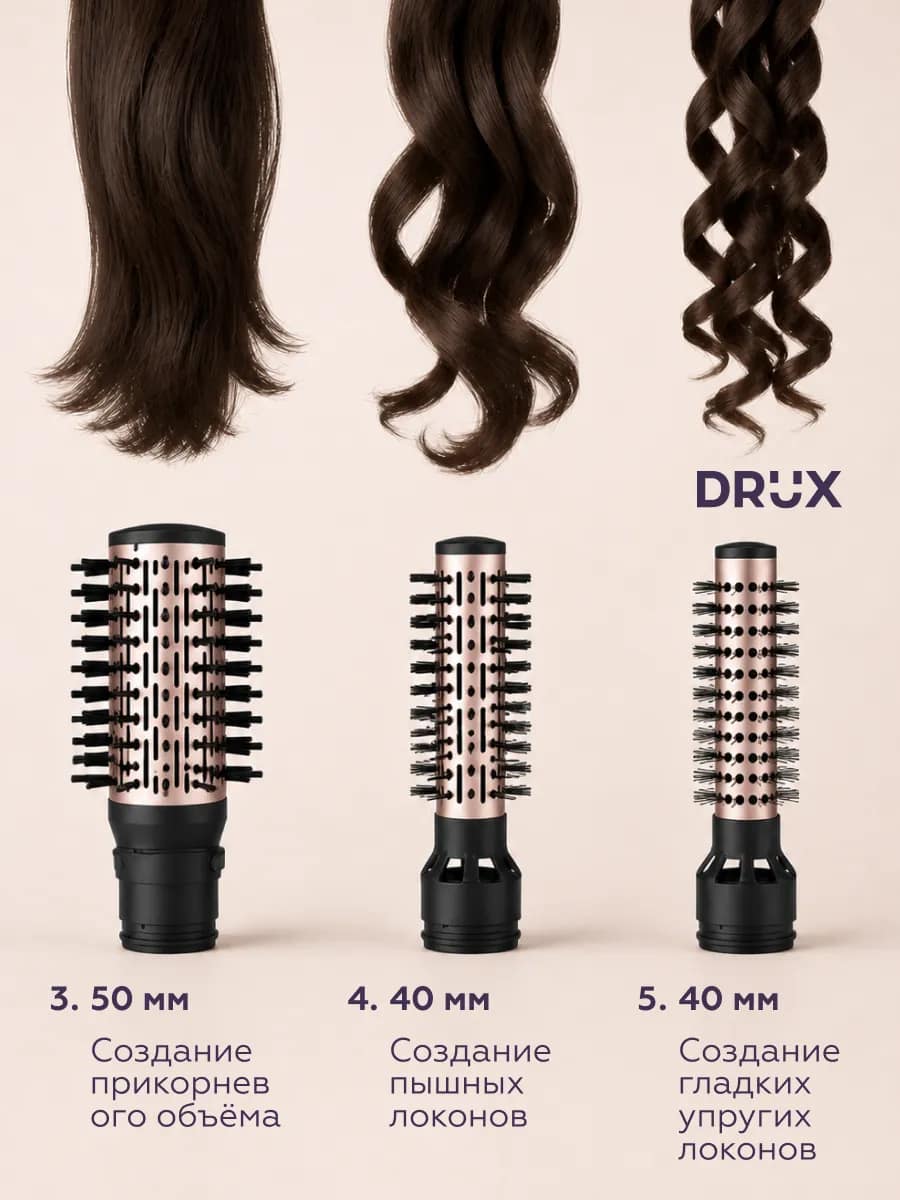 DRUX
3. 50 мм
Создание
прикорнев
ого объёма
4. 40 мм
Создание
пышных
локонов
5. 40 мм
Создание
гладких
упругих
локонов